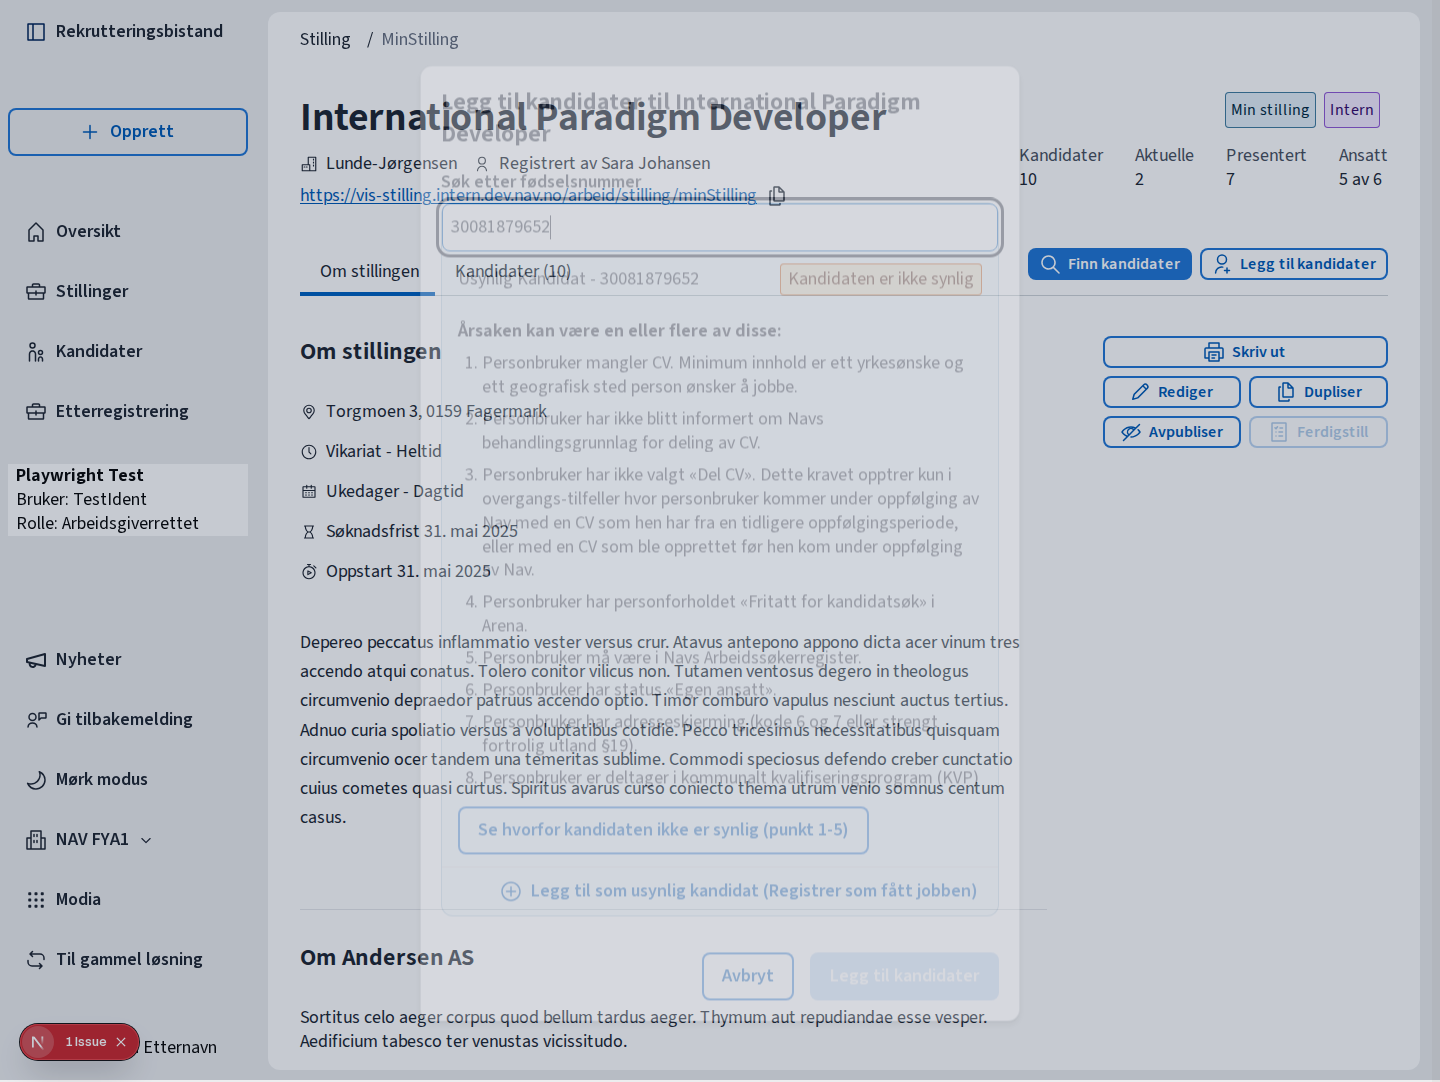 Rekrutteringsbistand
Opprett
Oversikt
Stillinger
Kandidater
Etterregistrering
Playwright Test
Bruker: TestIdent
Rolle: Arbeidsgiverrettet
Nyheter
Gi tilbakemelding
Mørk modus
NAV FYA1
Modia
Til gammel løsning
N 1 Issue
Etternavn
Stilling / MinStilling
International Paradigm Developer
Min stilling
Intern
Lunde-Jørgensen
Registrert av Sara Johansen
https://vis-stilling.intern.dev.nav.no/arbeid/stilling/minStilling
Kandidater Aktuelle Presentert Ansatt
10 2 7 5 av 6
Om stillingen
Kandidater (10)
Finn kandidater
Legg til kandidater
Om stillingen
Skriv ut
Rediger
Dupliser
Avpubliser
Ferdigstill
Torgmoen 3, 0159 Fagermark
Vikariat - Heltid
Ukedager - Dagtid
Søknadsfrist 31. mai 2025
Oppstart 31. mai 2025
Depereo peccatus inflammatio vester versus crur. Atavus antepono appono dicta acer vinum tres
accendo atqui conatus. Tolero conitor vilicus non. Tutamen ventosus degero in theologus
circumvenio depraedor patruus accendo optio. Timor comburo vapulus nesciunt auctus tertius.
Adnuo curia spoliatio versus a voluptatibus cotidie. Pecco tricesimus necessitatibus quisquam
circumvenio ocer tandem una temeritas sublime. Commodi speciosus defendo creber cunctatio
cuius cometes quasi curtus. Spiritus avarus curso coniecto thema utrum venio somnus centum
casus.
Om Andersen AS
Sortitus celo aeger corpus quod bellum tardus aeger. Thymum aut repudiandae esse vesper.
Aedificium tabesco ter venustas vicissitudo.
Legg til kandidater til International Paradigm
Developer
Søk etter fødselsnummer
30081879652
Usynlig Kandidat - 30081879652
Kandidaten er ikke synlig
Årsaken kan være en eller flere av disse:
1. Personbruker mangler CV. Minimum innhold er ett yrkesønske og
ett geografisk sted person ønsker å jobbe.
2. Personbruker har ikke blitt informert om Navs
behandlingsgrunnlag for deling av CV.
3. Personbruker har ikke valgt «Del CV». Dette kravet opptrer kun i
overgangs-tilfeller hvor personbruker kommer under oppfølging av
Nav med en CV som hen har fra en tidligere oppfølgingsperiode,
eller med en CV som ble opprettet før hen kom under oppfølging
av Nav.
4. Personbruker har personforholdet «Fritatt for kandidatsøk» i
Arena.
5. Personbruker må være i Navs Arbeidssøkerregister.
6. Personbruker har status «Egen ansatt».
7. Personbruker har adresseskjerming (kode 6 og 7 eller strengt
fortrolig utland §19).
8. Personbruker er deltager i kommunalt kvalifiseringsprogram (KVP)
Se hvorfor kandidaten ikke er synlig (punkt 1-5)
Legg til som usynlig kandidat (Registrer som fått jobben)
Avbryt
Legg til kandidater